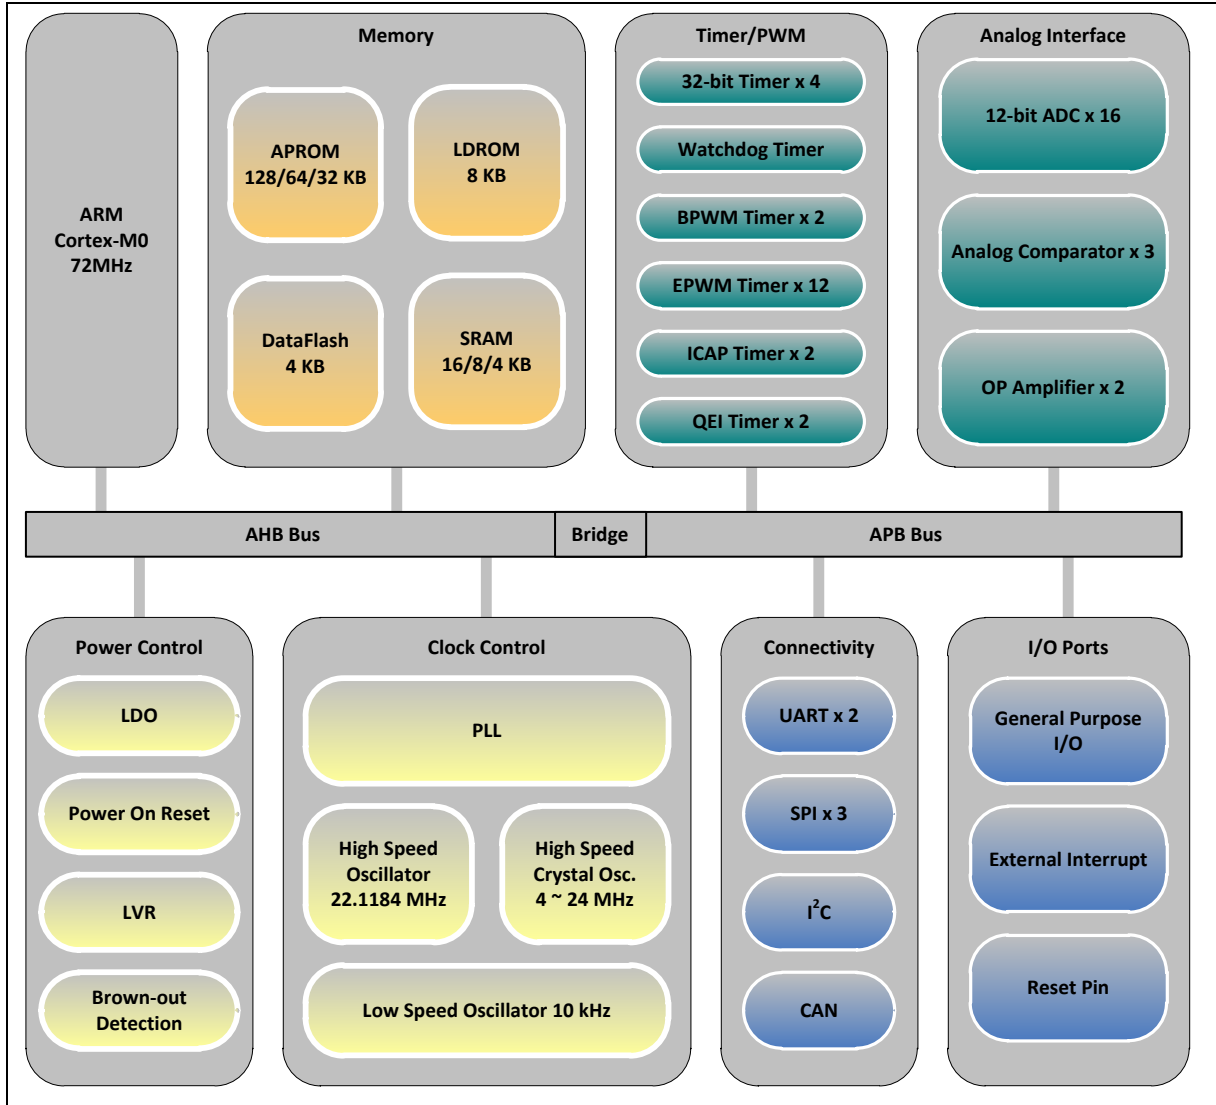 ARM
Cortex-M0
72MHz
Memory
APROM
128/64/32 KB
LDROM
8 KB
DataFlash
4 KB
SRAM
16/8/4 KB
Timer/PWM
32-bit Timer x 4
Watchdog Timer
BPWM Timer x 2
EPWM Timer x 12
ICAP Timer x 2
QEI Timer x 2
Analog Interface
12-bit ADC x 16
Analog Comparator x 3
OP Amplifier x 2
AHB Bus
Bridge
APB Bus
Power Control
LDO
Power On Reset
LVR
Brown-out
Detection
Clock Control
PLL
High Speed
Oscillator
22.1184 MHz
High Speed
Crystal Osc.
4 ~ 24 MHz
Low Speed Oscillator 10 kHz
Connectivity
UART x 2
SPI x 3
I²C
CAN
I/O Ports
General Purpose
I/O
External Interrupt
Reset Pin